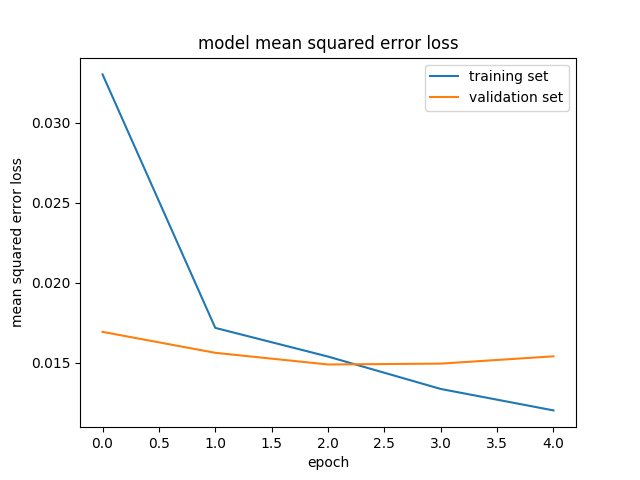 model mean squared error loss
training set
validation set
mean squared error loss
0.030
0.025
0.020
0.015
0.0 0.5 1.0 1.5 2.0 2.5 3.0 3.5 4.0
epoch